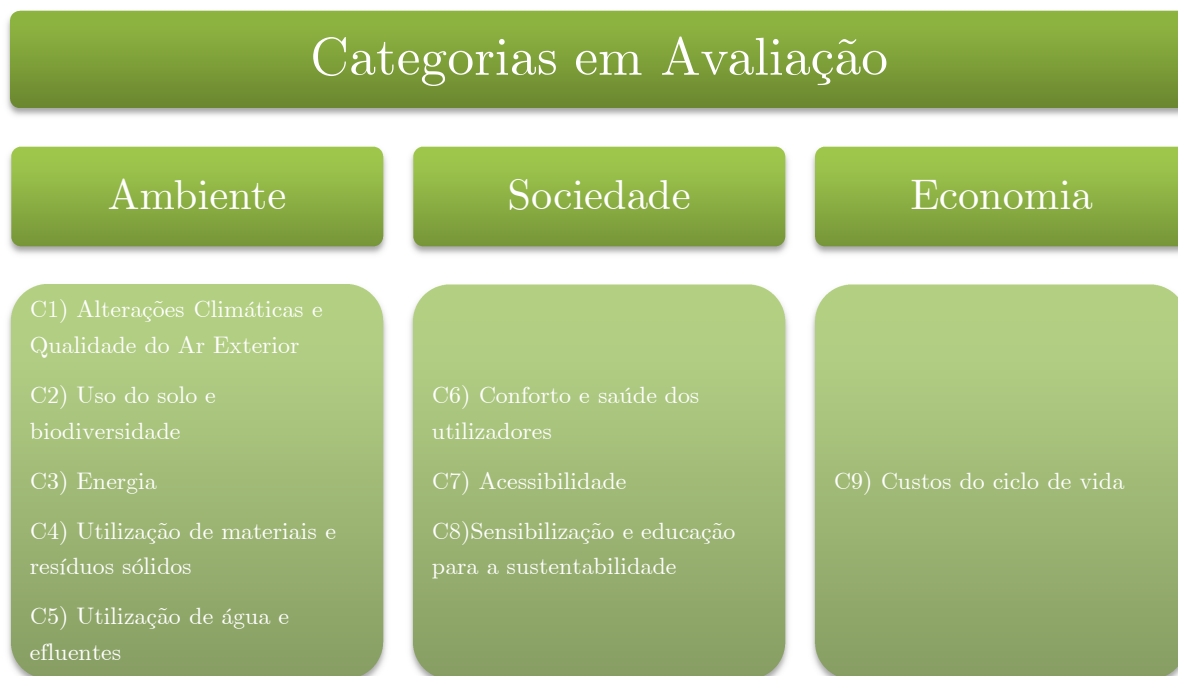 Categorias em Avaliação
Ambiente
C1) Alterações Climáticas e
Qualidade do Ar Exterior
C2) Uso do solo e
biodiversidade
C3) Energia
C4) Utilização de materiais e
resíduos sólidos
C5) Utilização de água e
efluentes
Sociedade
C6) Conforto e saúde dos
utilizadores
C7) Acessibilidade
C8)Sensibilização e educação
para a sustentabilidade
Economia
C9) Custos do ciclo de vida